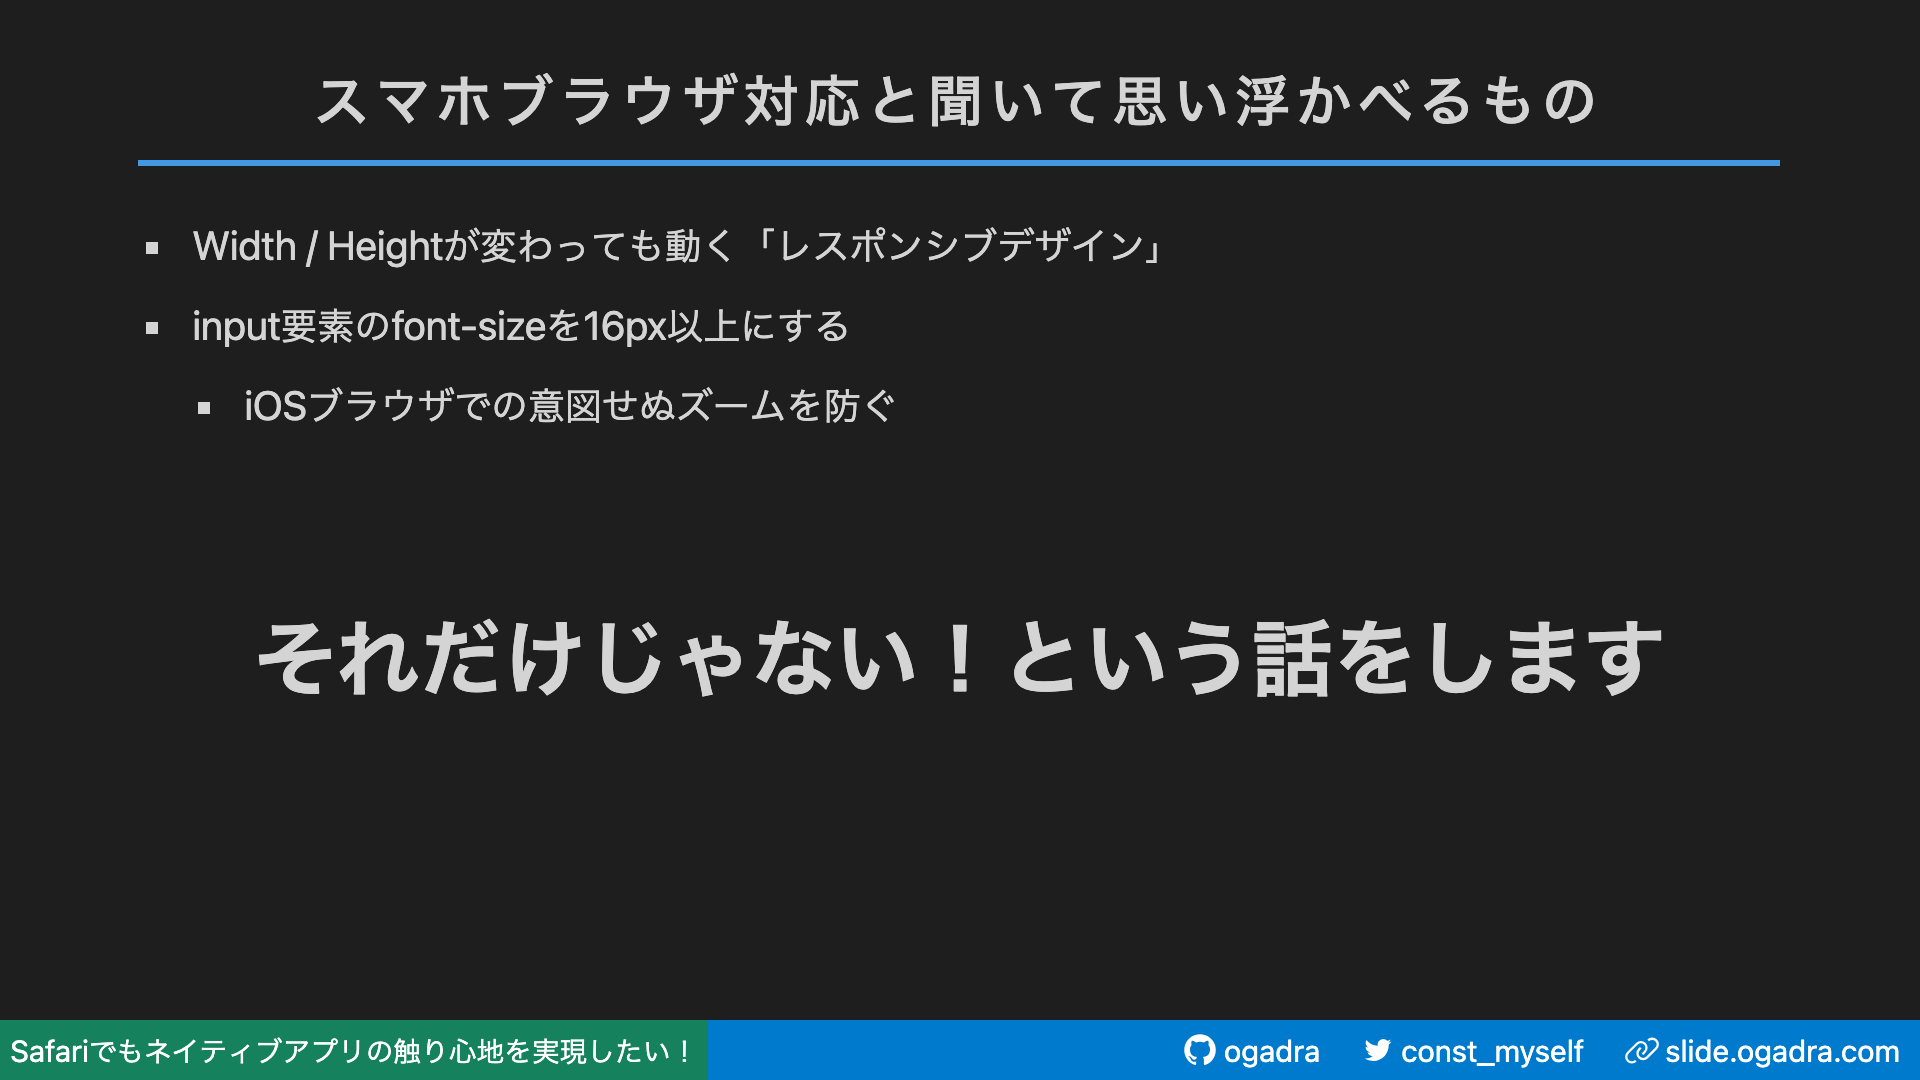 スマホブラウザ対応と聞いて思い浮かべるもの
Width / Heightが変わっても動く「レスポンシブデザイン」
input要素のfont-sizeを16px以上にする
iOSブラウザでの意図せぬズームを防ぐ
それだけじゃない！という話をします
Safariでもネイティブアプリの触り心地を実現したい！
ogadra
const_myself
slide.ogadra.com